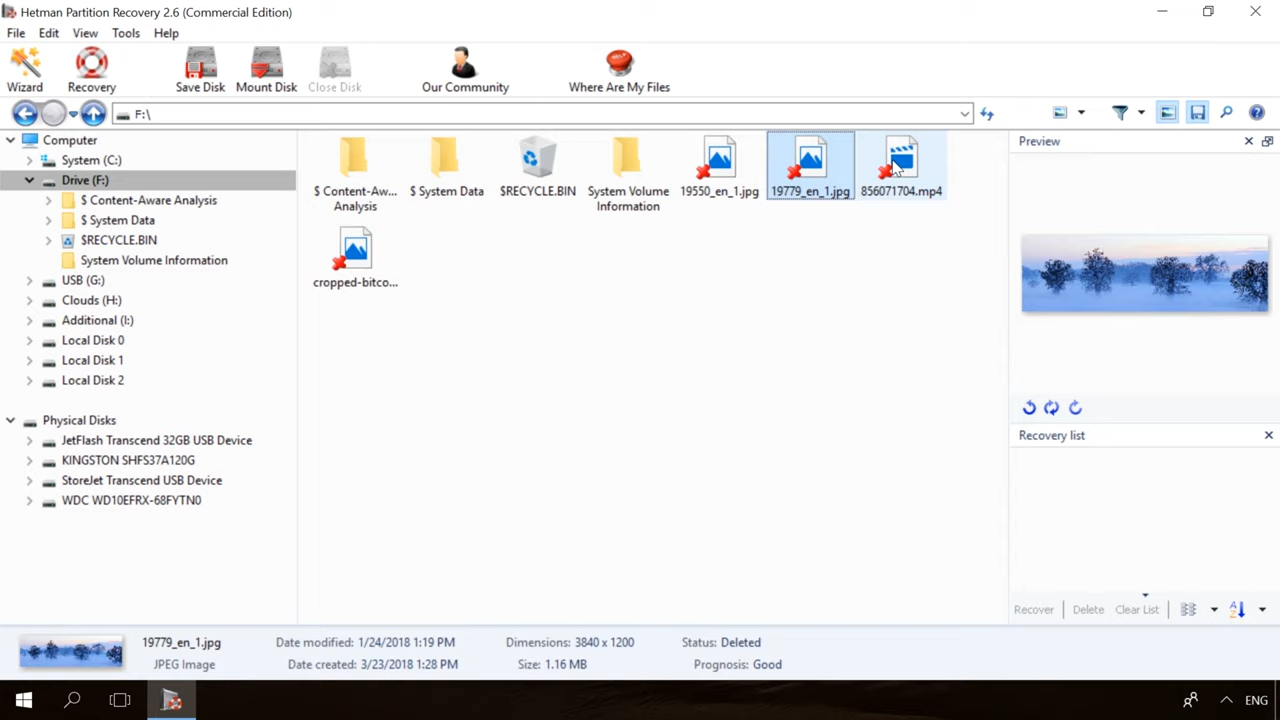 Hetman Partition Recovery 2.6 (Commercial Edition)
File Edit View Tools Help
Wizard Recovery Save Disk Mount Disk Close Disk Our Community Where Are My Files
F:\
Computer
System (C:)
Drive (F:)
$ Content-Aware Analysis
$ System Data
$RECYCLE.BIN
System Volume Information
USB (G:)
Clouds (H:)
Additional (I:)
Local Disk 0
Local Disk 1
Local Disk 2
Physical Disks
JetFlash Transcend 32GB USB Device
KINGSTON SHFS37A120G
StoreJet Transcend USB Device
WDC WD10EFRX-68FYTN0
$ Content-Aw...
Analysis
$ System Data
$RECYCLE.BIN
System Volume
Information
19550_en_1.jpg
19779_en_1.jpg
856071704.mp4
cropped-bitco...
Preview
Recovery list
Recover Delete Clear List
19779_en_1.jpg
JPEG Image
Date modified: 1/24/2018 1:19 PM
Date created: 3/23/2018 1:28 PM
Dimensions: 3840 x 1200
Size: 1.16 MB
Status: Deleted
Prognosis: Good
ENG